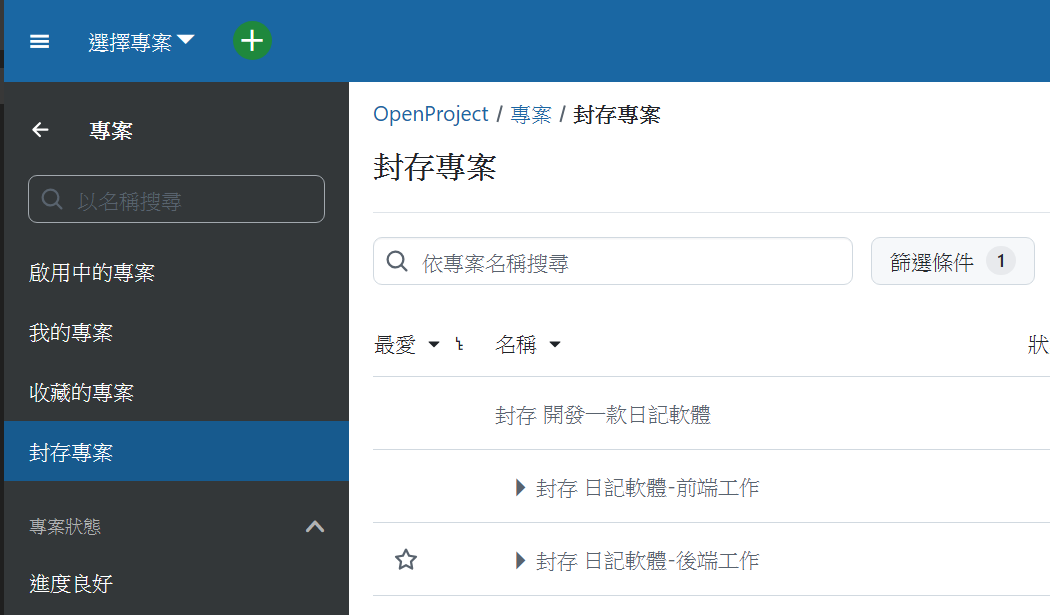 選擇專案
專案
以名稱搜尋
啟用中的專案
我的專案
收藏的專案
封存專案
專案狀態
進度良好
OpenProject / 專案 / 封存專案
封存專案
依專案名稱搜尋
篩選條件 1
最愛 名稱 狀
封存 開發一款日記軟體
封存 日記軟體-前端工作
封存 日記軟體-後端工作